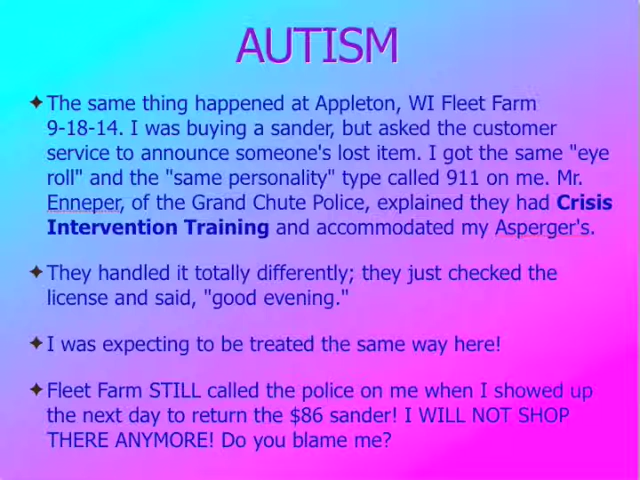 AUTISM
✦The same thing happened at Appleton, WI Fleet Farm
9-18-14. I was buying a sander, but asked the customer
service to announce someone's lost item. I got the same "eye
roll" and the "same personality" type called 911 on me. Mr.
Enneper, of the Grand Chute Police, explained they had Crisis
Intervention Training and accommodated my Asperger's.
✦They handled it totally differently; they just checked the
license and said, "good evening."
✦I was expecting to be treated the same way here!
✦Fleet Farm STILL called the police on me when I showed up
the next day to return the $86 sander! I WILL NOT SHOP
THERE ANYMORE! Do you blame me?